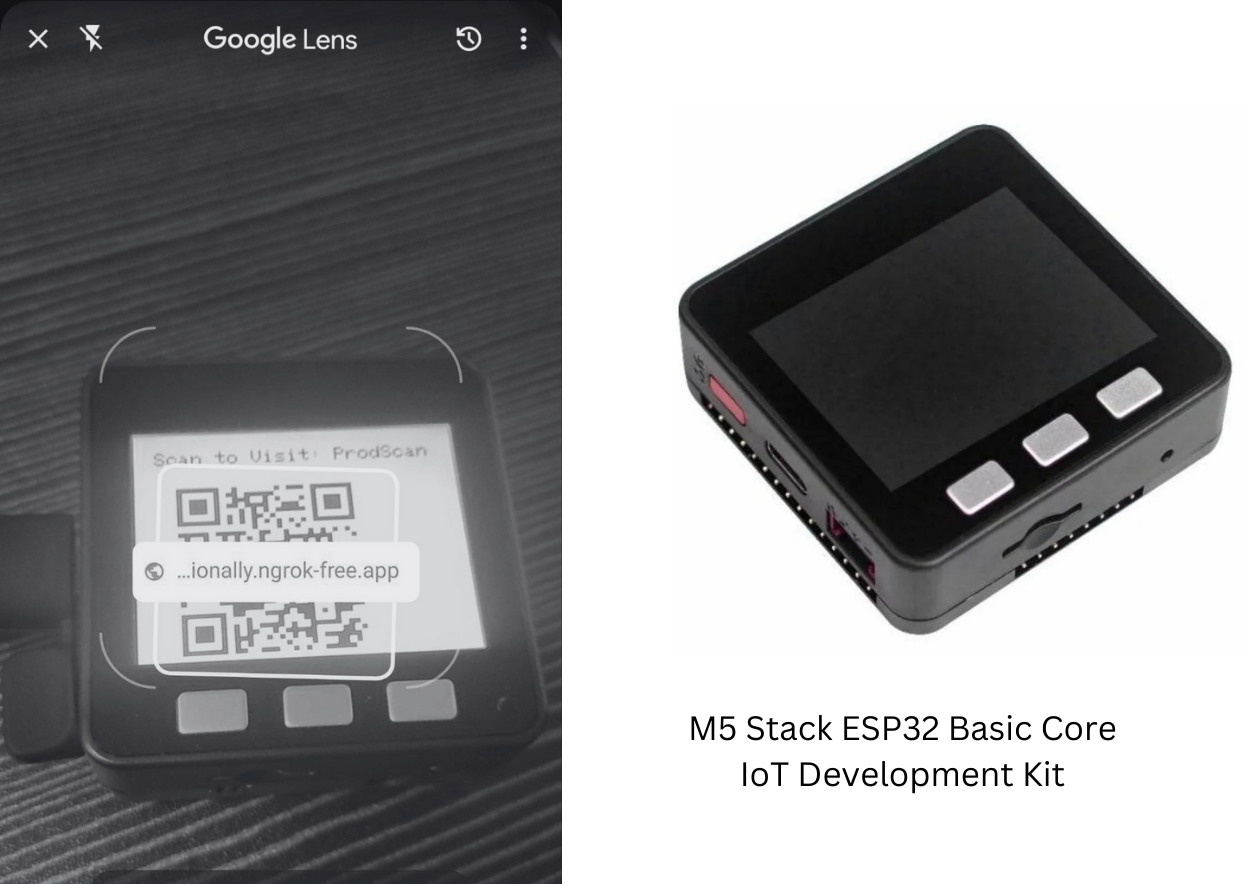 Google Lens
Scan to Visit: ProdScan
...ionally.ngrok-free.app
M5 Stack ESP32 Basic Core
IoT Development Kit